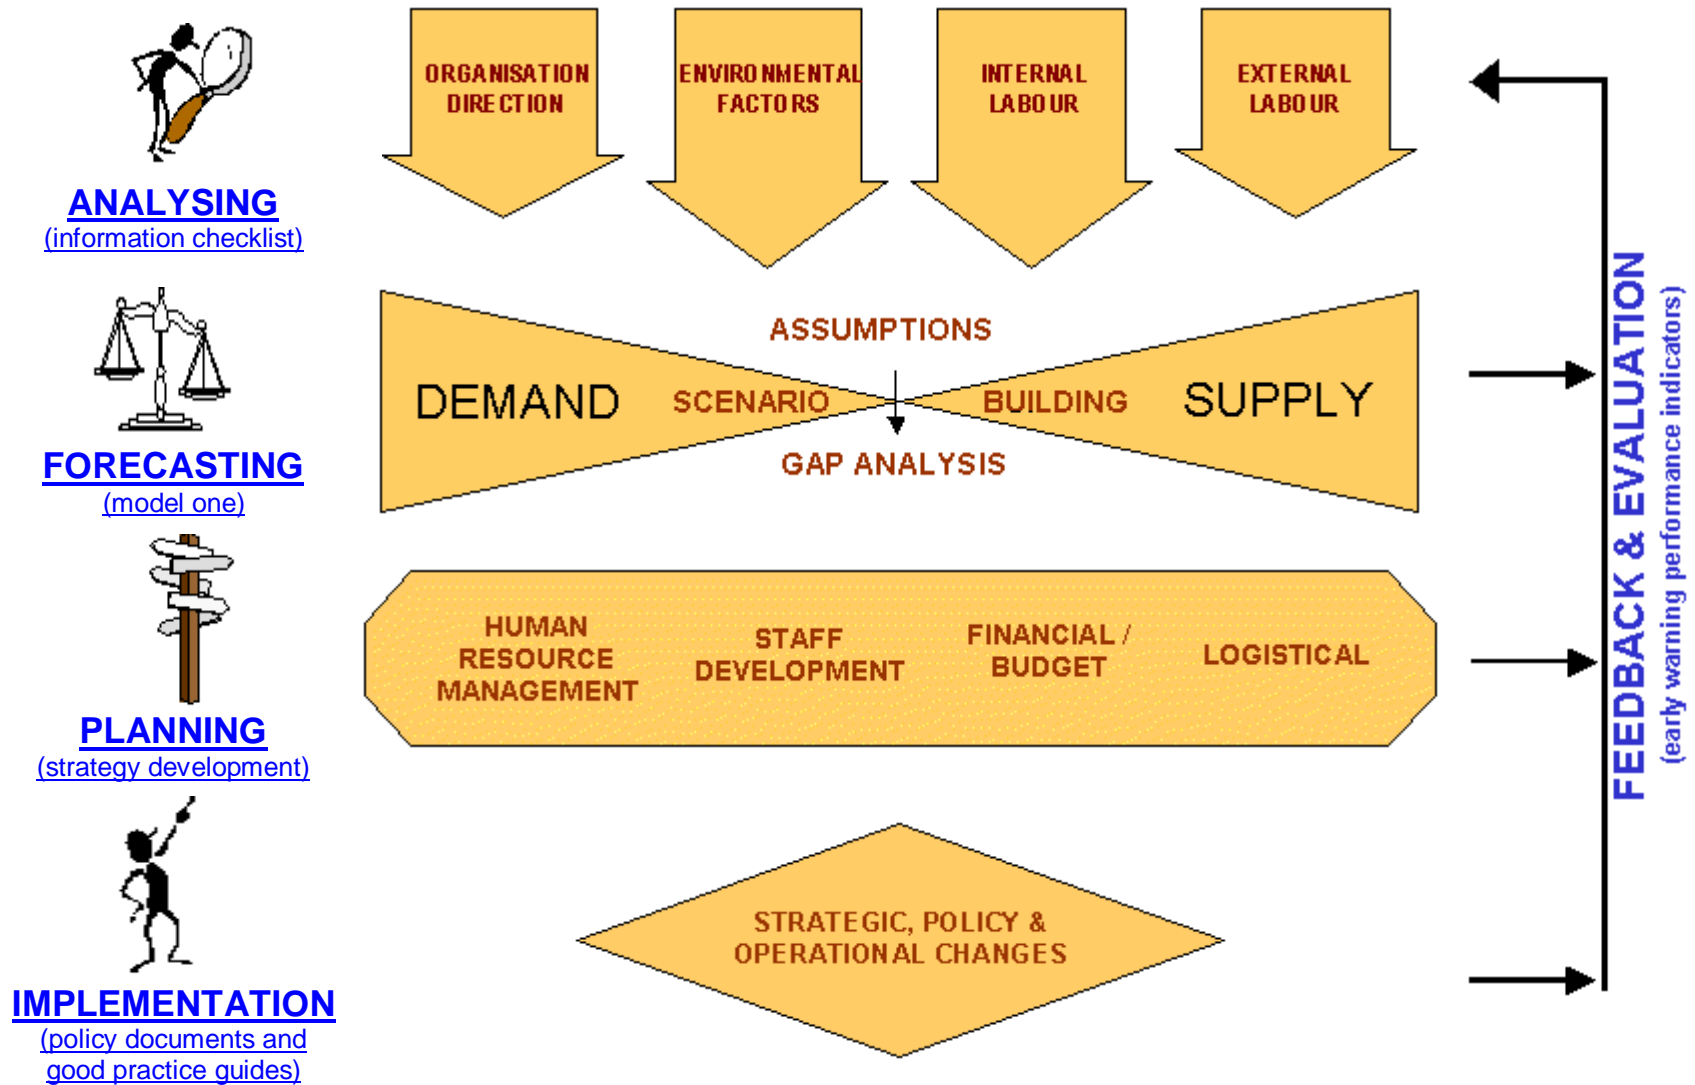 ORGANISATION
DIRECTION
ENVIRONMENTAL
FACTORS
INTERNAL
LABOUR
EXTERNAL
LABOUR
ANALYSING
(information checklist)
ASSUMPTIONS
DEMAND
SCENARIO
BUILDING
SUPPLY
GAP ANALYSIS
FORECASTING
(model one)
HUMAN
RESOURCE
MANAGEMENT
STAFF
DEVELOPMENT
FINANCIAL /
BUDGET
LOGISTICAL
PLANNING
(strategy development)
STRATEGIC, POLICY &
OPERATIONAL CHANGES
IMPLEMENTATION
(policy documents and
good practice guides)
FEEDBACK & EVALUATION
(early warning performance indicators)